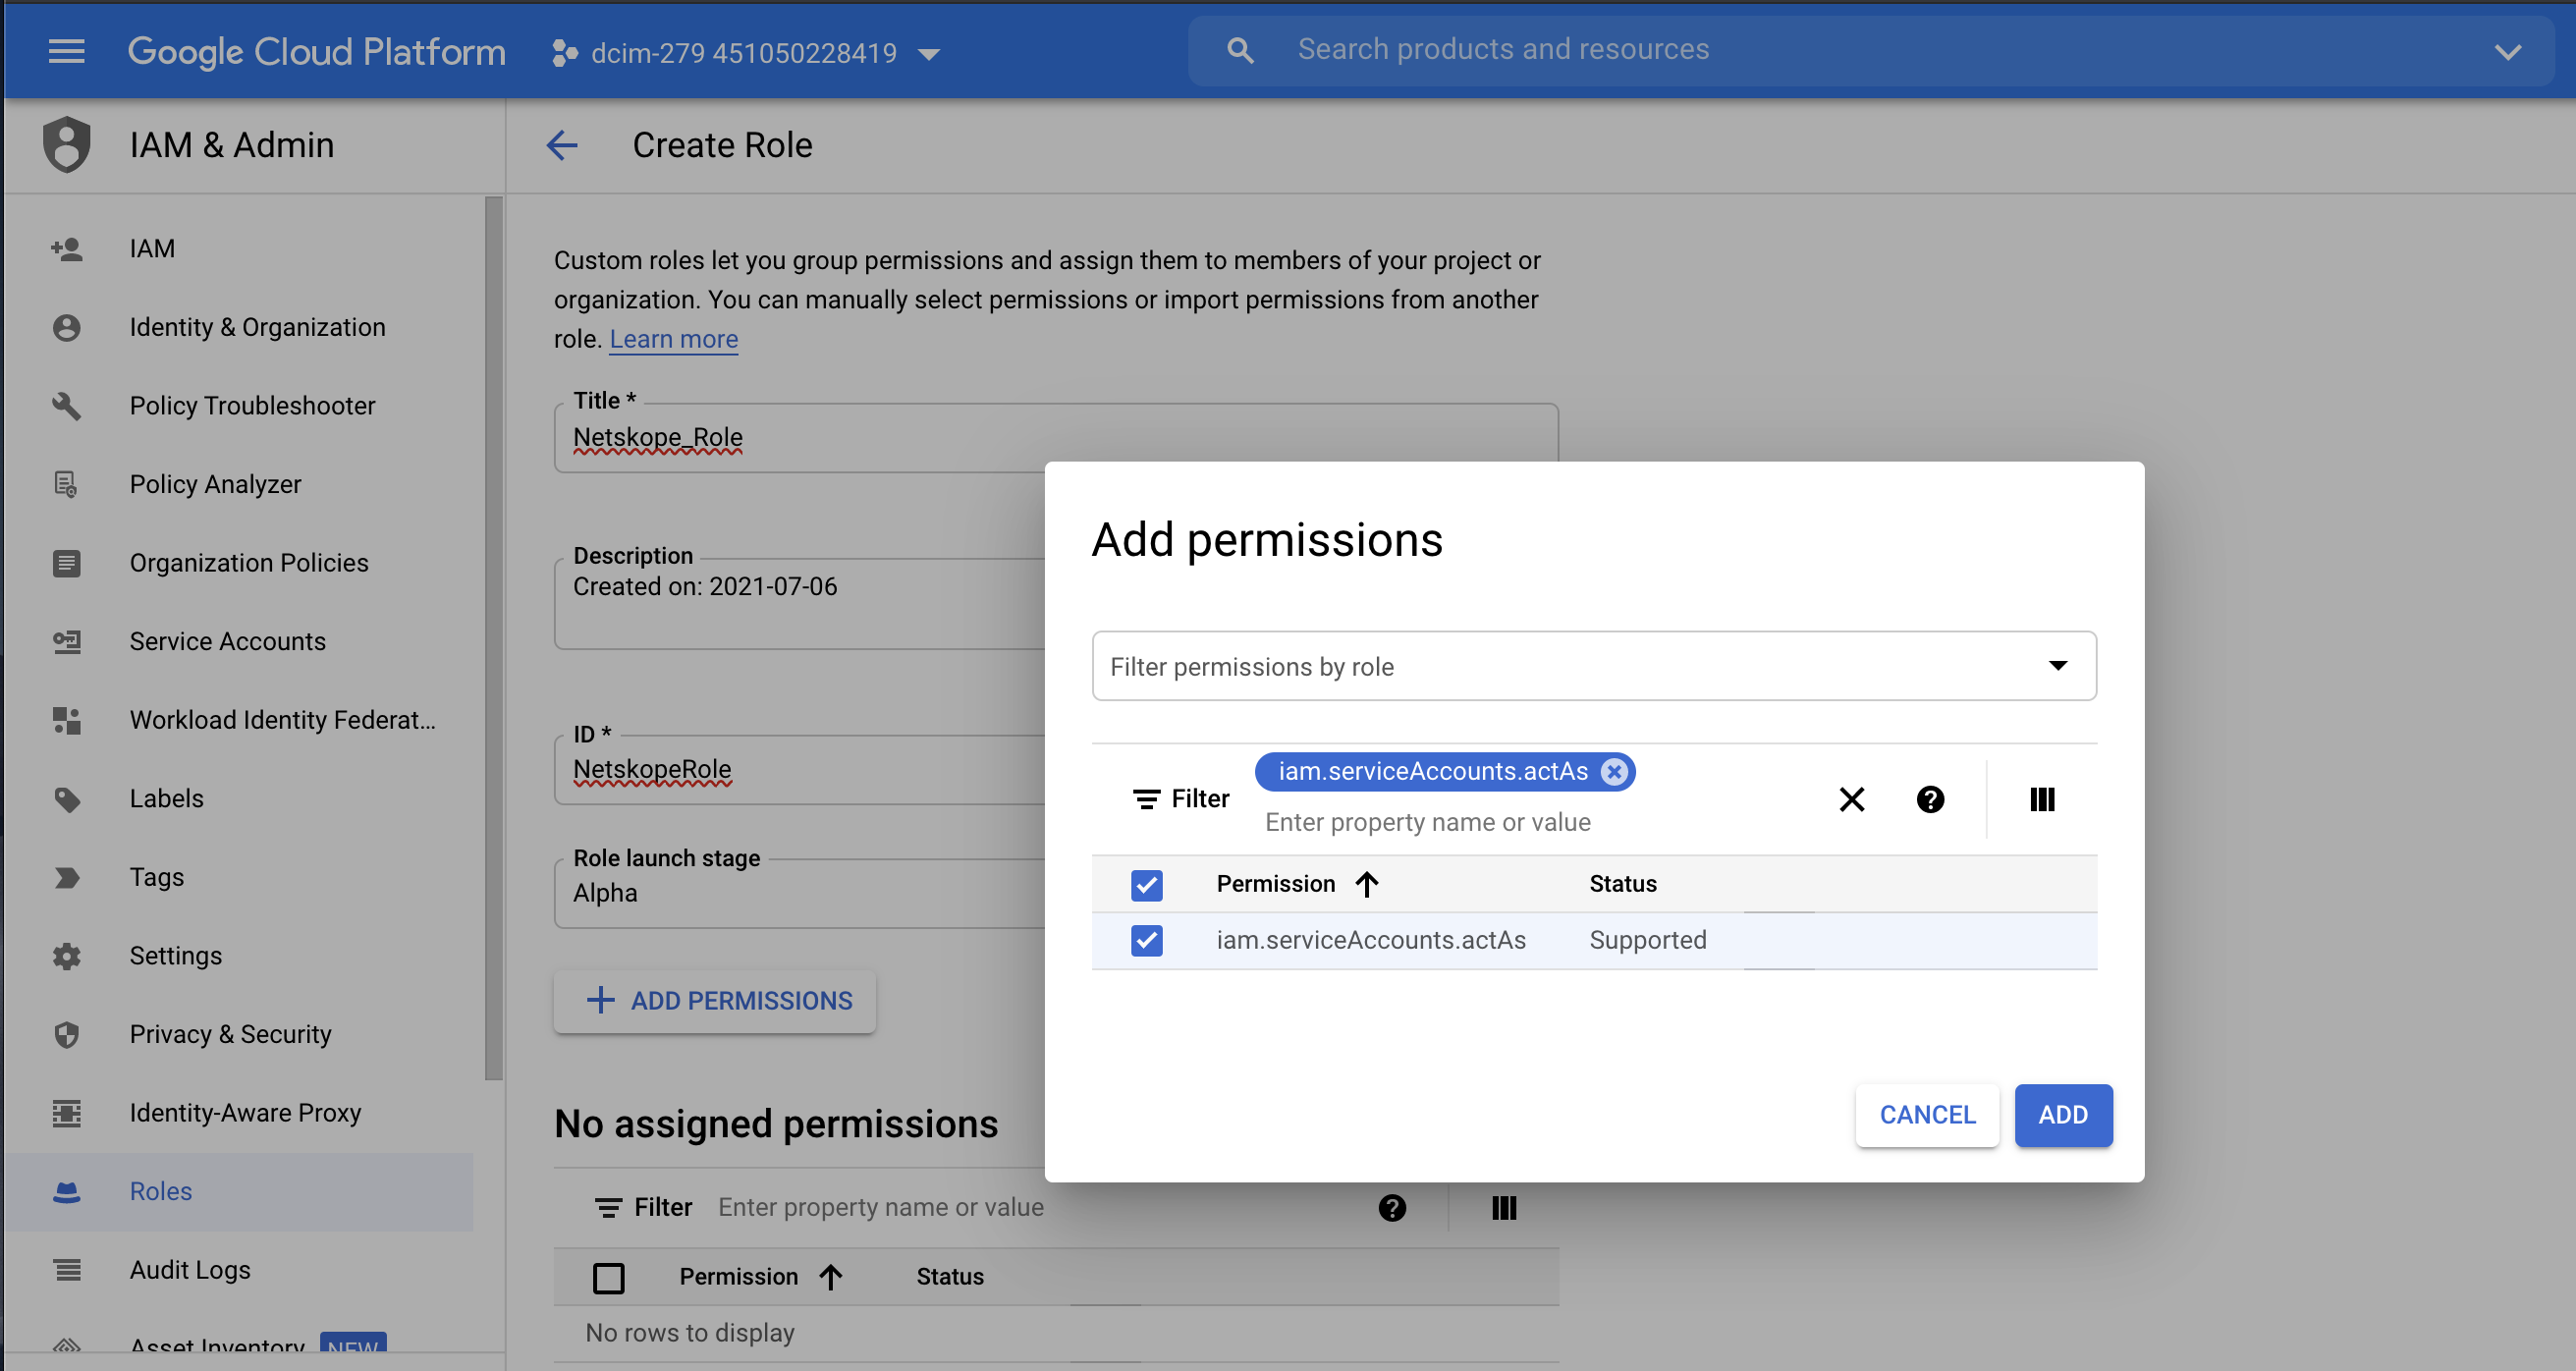 Google Cloud Platform
dcim-279 451050228419
Search products and resources
IAM & Admin
Create Role
IAM
Identity & Organization
Policy Troubleshooter
Policy Analyzer
Organization Policies
Service Accounts
Workload Identity Federat...
Labels
Tags
Settings
Privacy & Security
Identity-Aware Proxy
Roles
Audit Logs
Asset Inventory NEW
Custom roles let you group permissions and assign them to members of your project or
organization. You can manually select permissions or import permissions from another
role. Learn more
Title *
Netskope_Role
Description
Created on: 2021-07-06
ID *
NetskopeRole
Role launch stage
Alpha
ADD PERMISSIONS
No assigned permissions
Filter Enter property name or value
Permission Status
No rows to display
Add permissions
Filter permissions by role
iam.serviceAccounts.actAs
Filter
Enter property name or value
Permission Status
iam.serviceAccounts.actAs Supported
CANCEL ADD